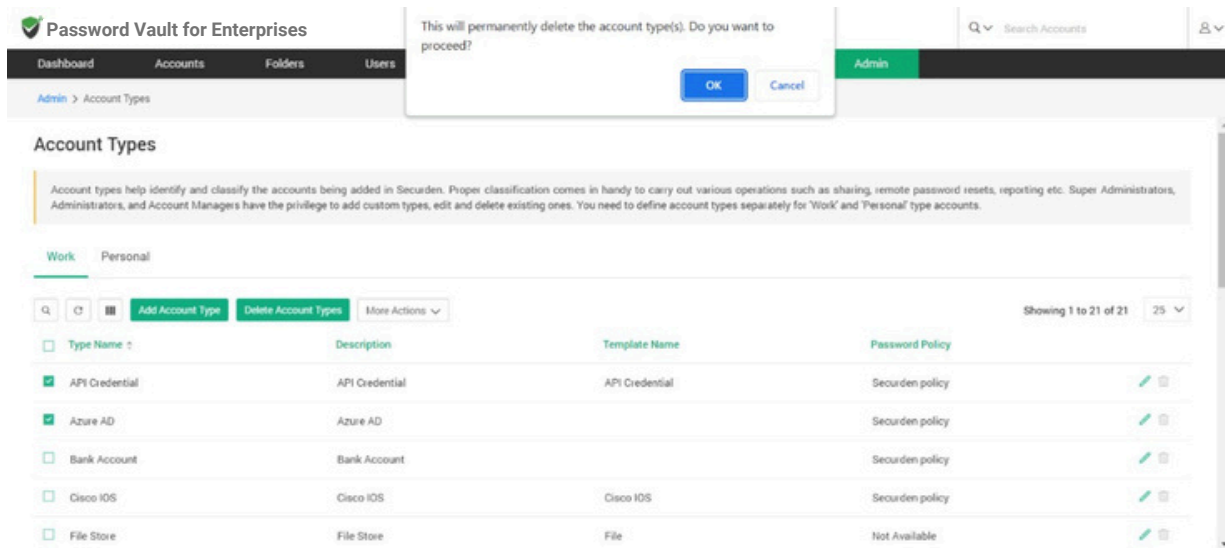 Password Vault for Enterprises
This will permanently delete the account type(s). Do you want to
proceed?
OK
Cancel
Search Accounts
Dashboard
Accounts
Folders
Users
Admin
Admin > Account Types
Account Types
Account types help identify and classify the accounts being added in Securden. Proper classification comes in handy to carry out various operations such as sharing, remote password resets, reporting etc. Super Administrators,
Administrators, and Account Managers have the privilege to add custom types, edit and delete existing ones. You need to define account types separately for 'Work' and 'Personal' type accounts.
Work
Personal
Add Account Type
Delete Account Types
More Actions
Showing 1 to 21 of 21
25
Type Name
Description
Template Name
Password Policy
API Credential
API Credential
API Credential
Securden policy
Azure AD
Azure AD
Securden policy
Bank Account
Bank Account
Securden policy
Cisco IOS
Cisco IOS
Cisco IOS
Securden policy
File Store
File Store
File
Not Available